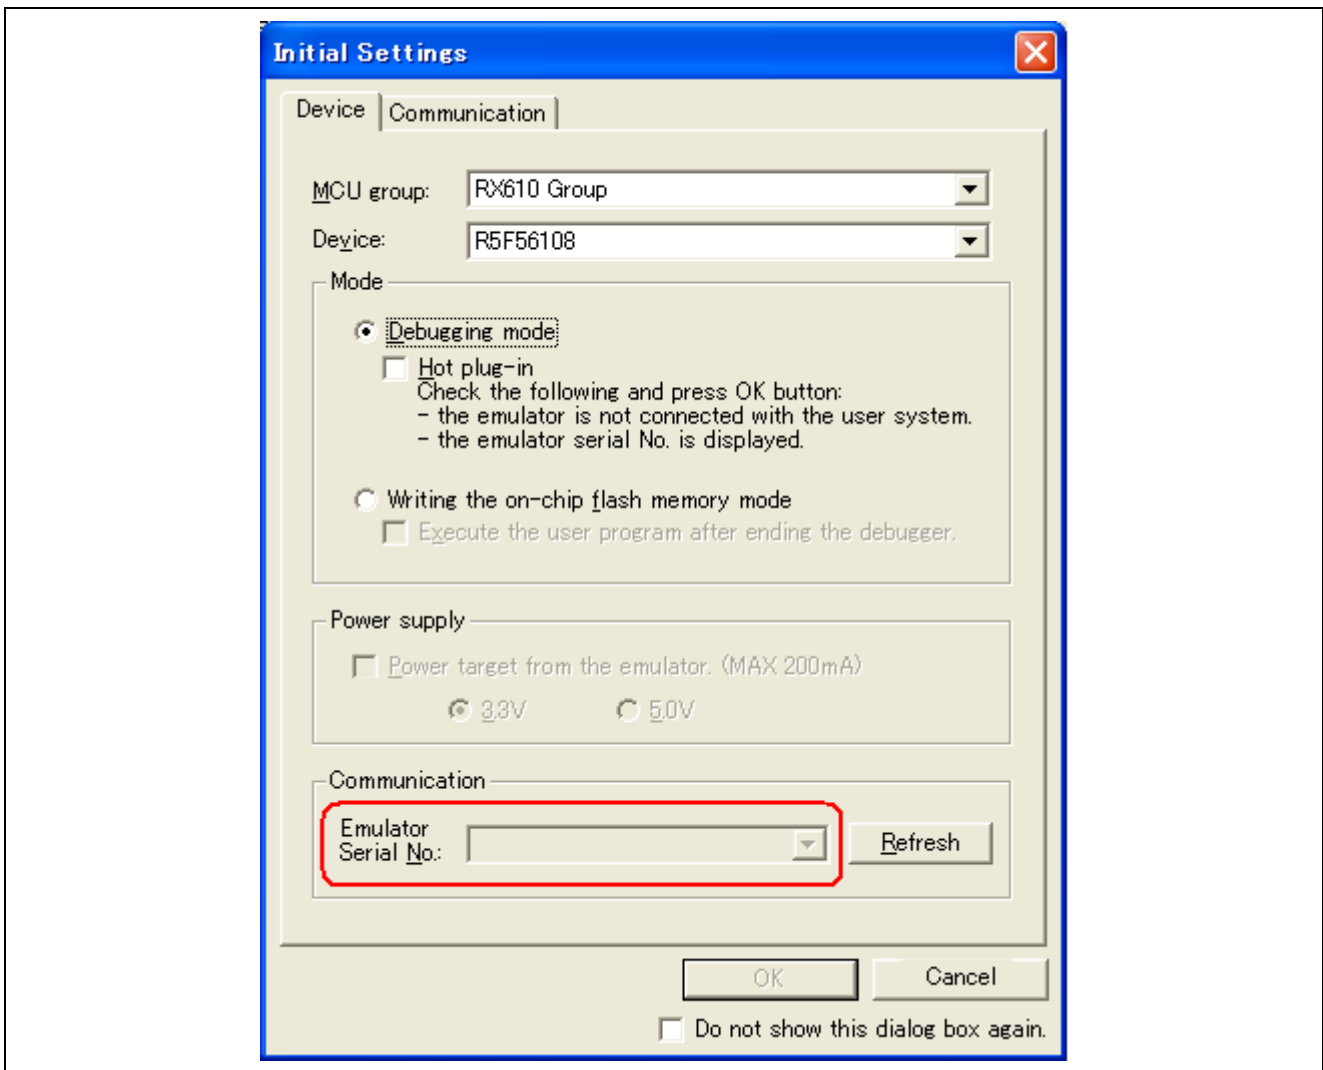 Initial Settings
Device
Communication
MCU group:
RX610 Group
Device:
R5F56108
Mode
Debugging mode
Hot plug-in
Check the following and press OK button:
- the emulator is not connected with the user system.
- the emulator serial No. is displayed.
Writing the on-chip flash memory mode
Execute the user program after ending the debugger.
Power supply
Power target from the emulator. (MAX 200mA)
3.3V
5.0V
Communication
Emulator
Serial No.:
Refresh
OK
Cancel
Do not show this dialog box again.